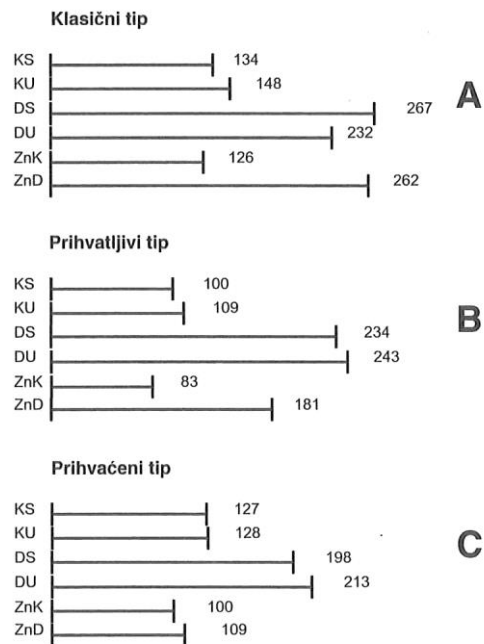 Klasični tip
KS 134
KU 148
DS 267
DU 232
ZnK 126
ZnD 262
A
Prihvatljivi tip
KS 100
KU 109
DS 234
DU 243
ZnK 83
ZnD 181
B
Prihvaćeni tip
KS 127
KU 128
DS 198
DU 213
ZnK 100
ZnD 109
C